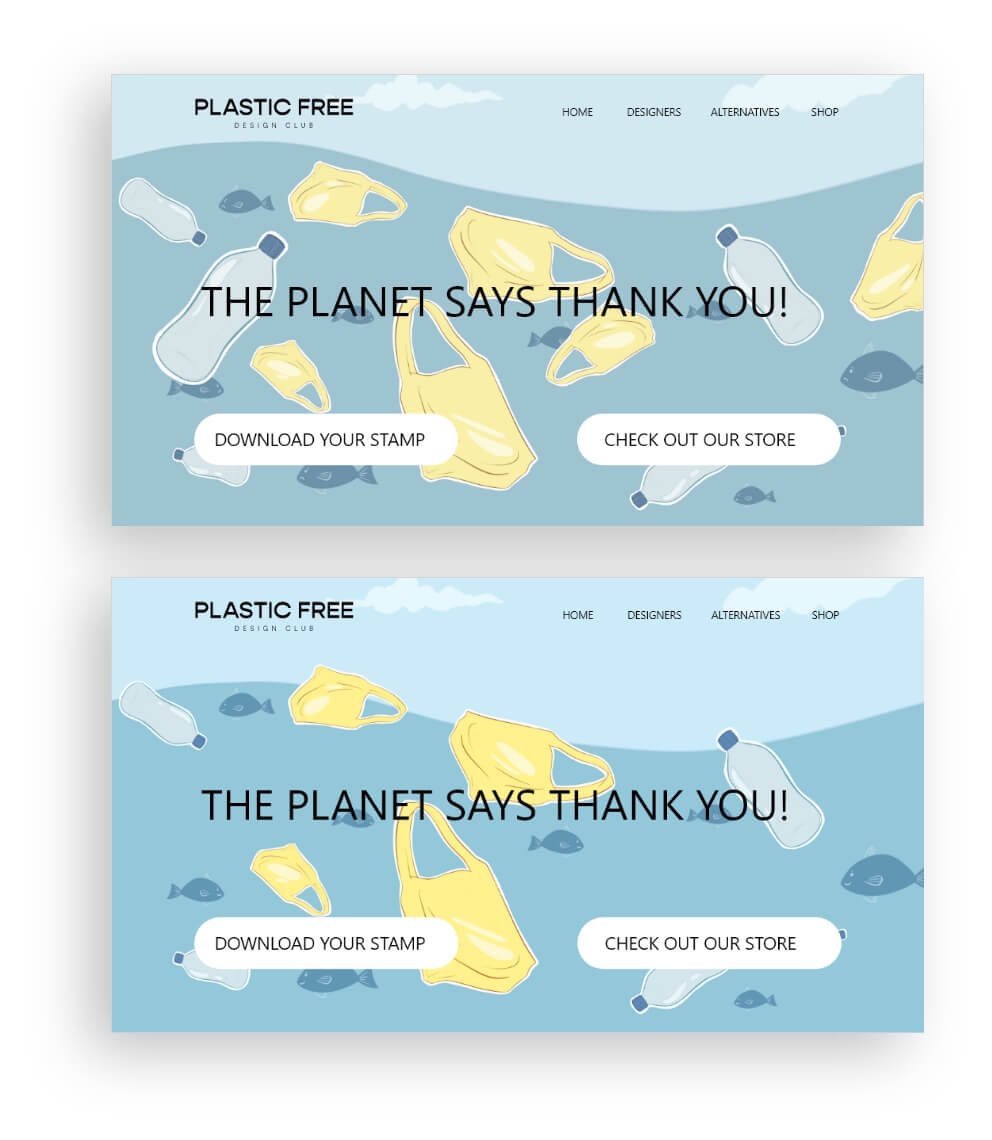 PLASTIC FREE
DESIGN CLUB
HOME DESIGNERS ALTERNATIVES SHOP
THE PLANET SAYS THANK YOU!
DOWNLOAD YOUR STAMP CHECK OUT OUR STORE
PLASTIC FREE
DESIGN CLUB
HOME DESIGNERS ALTERNATIVES SHOP
THE PLANET SAYS THANK YOU!
DOWNLOAD YOUR STAMP CHECK OUT OUR STORE